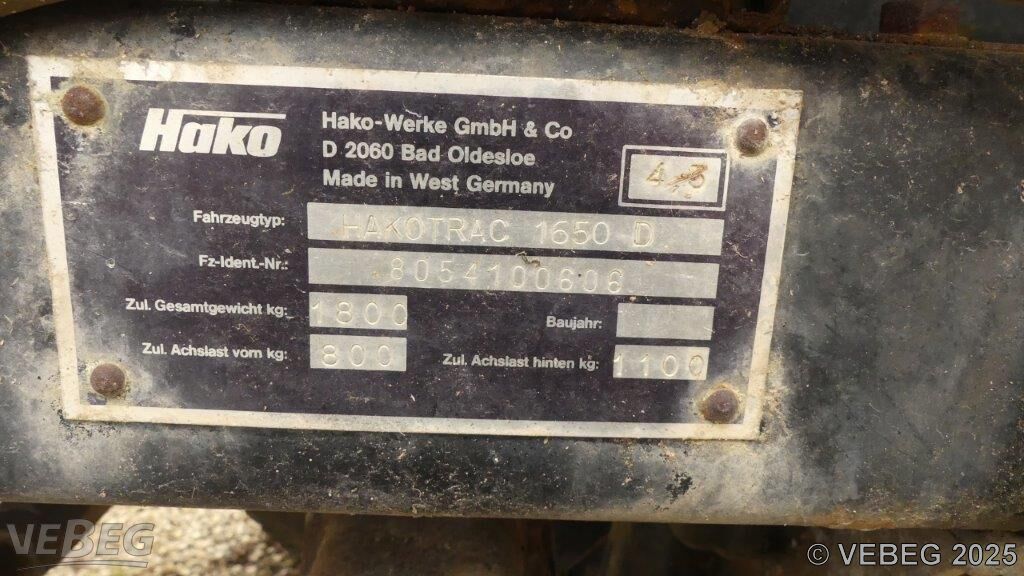 Hako
Hako-Werke GmbH & Co
D 2060 Bad Oldesloe
Made in West Germany
Fahrzeugtyp: HAKOTRAC 1650 D
Fz-Ident.-Nr.: 8054100606
Zul. Gesamtgewicht kg: 1800
Baujahr:
Zul. Achslast vorn kg: 800
Zul. Achslast hinten kg: 1100
VEBEG
© VEBEG 2025